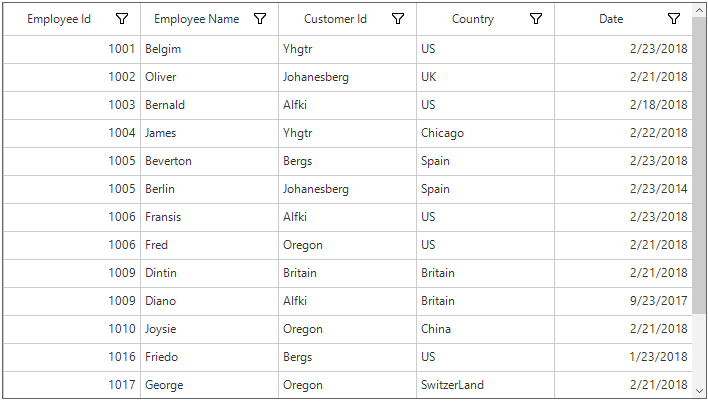 Employee Id Employee Name Customer Id Country Date
1001 Belgim Yhgtr US 2/23/2018
1002 Oliver Johanesberg UK 2/21/2018
1003 Bernald Alfki US 2/18/2018
1004 James Yhgtr Chicago 2/22/2018
1005 Beverton Bergs Spain 2/23/2018
1005 Berlin Johanesberg Spain 2/23/2014
1006 Fransis Alfki US 2/23/2018
1006 Fred Oregon US 2/21/2018
1009 Dintin Britain Britain 2/21/2018
1009 Diano Alfki Britain 9/23/2017
1010 Joysie Oregon China 2/21/2018
1016 Friedo Bergs US 1/23/2018
1017 George Oregon SwitzerLand 2/21/2018